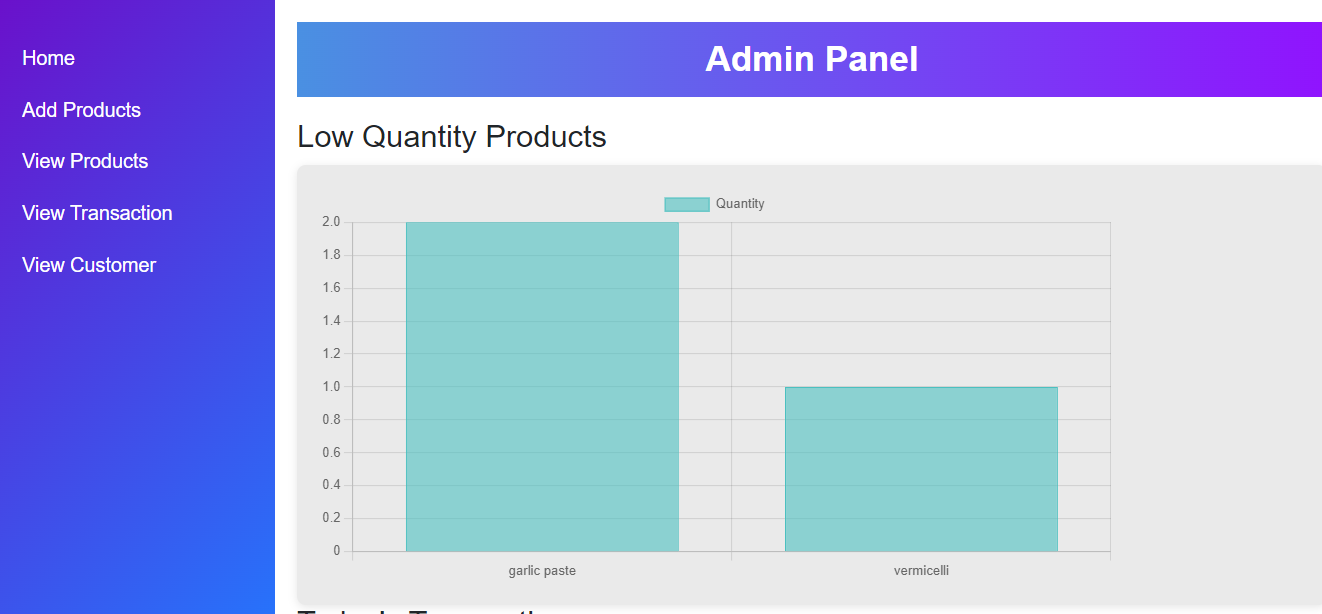 Home
Add Products
View Products
View Transaction
View Customer
Admin Panel
Low Quantity Products
Quantity
2.0
1.8
1.6
1.4
1.2
1.0
0.8
0.6
0.4
0.2
0
garlic paste
vermicelli